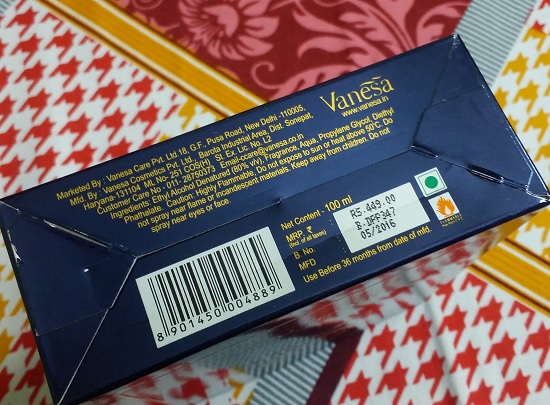 Vanesa
www.vanesa.in
Marketed By : Vanesa Care Pvt. Ltd. 18, G.F., Pusa Road, New Delhi -110005.
Mfd. By : Vanesa Cosmetics Pvt. Ltd., Barota Industrial Area, Dist. Sonepat,
Haryana, 131104 ML No- 251 COS(H) St. Ex. Lic. No. L2
Customer Care No - 011-28750373 Email-ccare@vanesa.co.in
Ingredients: Ethyl Alcohol Denatured (80% v/v), Fragrance, Aqua, Propylene Glycol, Diethyl
Phathalate. Caution: Highly Flammable. Do not expose to sun or heat above 50°C. Do
not spray near flame or incandescent materials. Keep away from children. Do not
spray near eyes or face.
Net Content : 100 ml
MRP ₹ RS.449.00
(incl. of all taxes)
B. No. B.DFP347
MFD 05/2016
Use Before 36 months from date of mfd.
8 901450 004889